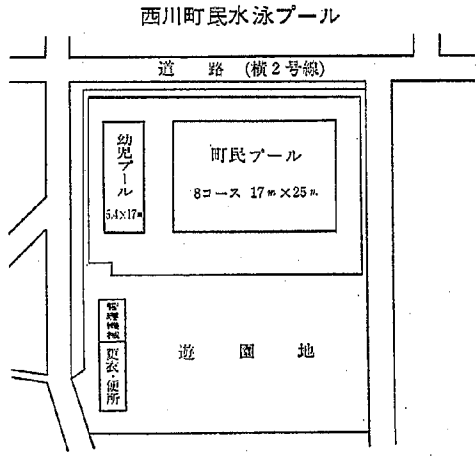 西川町民水泳プール
道路 (横2号線)
幼児プール
5.4×17m
町民プール
8コース 17m×25m
管理機械
更衣・便所
遊園地